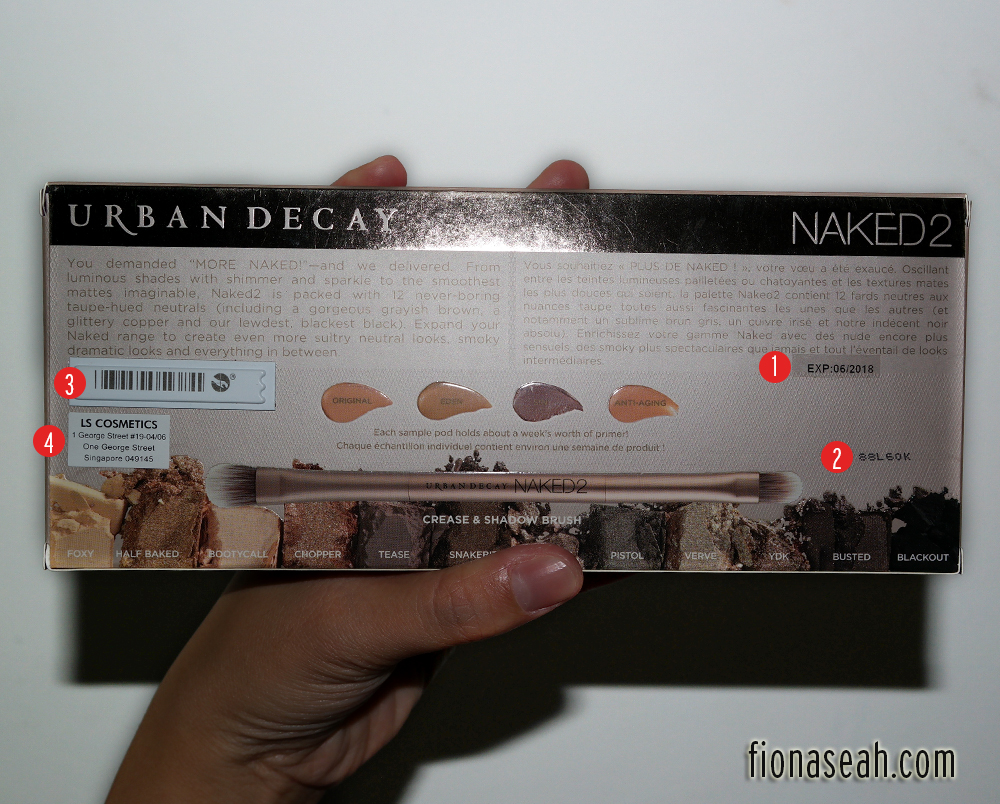 URBAN DECAY
NAKED2
You demanded "MORE NAKED!"—and we delivered. From
luminous shades with shimmer and sparkle to the smoothest
mattes imaginable, Naked2 is packed with 12 never-boring
taupe-hued neutrals (including a gorgeous grayish brown, a
glittery copper and our lewdest, blackest black). Expand your
Naked range to create even more sultry neutral looks, smoky
dramatic looks and everything in between.
Vous souhaitiez « PLUS DE NAKED ! », votre vœu a été exaucé. Oscillant
entre les teintes lumineuses pailletées ou chatoyantes et les textures mates
les plus douces qui soient, la palette Naked2 contient 12 fards neutres aux
nuances taupe toutes aussi fascinantes les unes que les autres (et
notamment un sublime brun gris, un cuivre irisé et notre indécent noir
absolu). Enrichissez votre gamme Naked avec des nude encore plus
sensuels, des smoky plus spectaculaires que jamais et tout l'éventail de looks
intermédiaires.
1
EXP:06/2018
3
ORIGINAL
EDEN
ANTI-AGING
4
LS COSMETICS
1 George Street #19-04/06
One George Street
Singapore 049145
Each sample pod holds about a week's worth of primer!
Chaque échantillon individuel contient environ une semaine de produit !
2
88L60K
URBAN DECAY NAKED2
CREASE & SHADOW BRUSH
FOXY
HALF BAKED
BOOTYCALL
CHOPPER
TEASE
PISTOL
VERVE
YDK
BUSTED
BLACKOUT
fionaseah.com